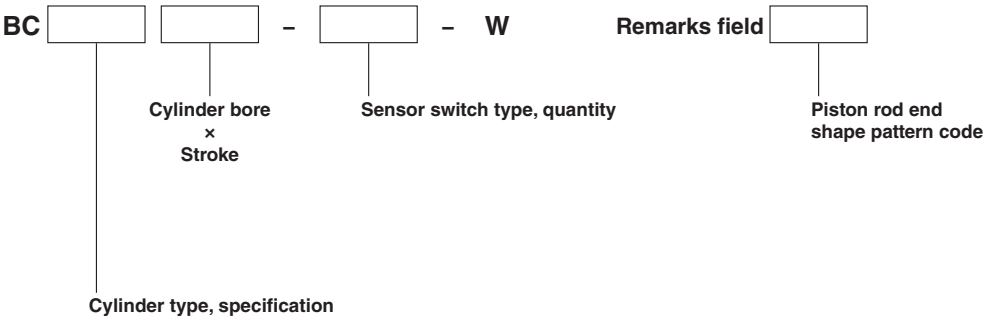 BC – – W Remarks field
Cylinder bore
×
Stroke
Sensor switch type, quantity
Piston rod end
shape pattern code
Cylinder type, specification